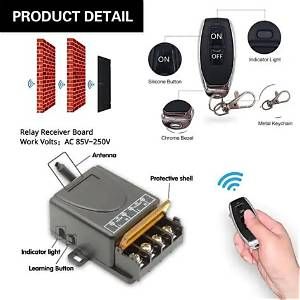 PRODUCT DETAIL
ON
OFF
Indicator Light
Silicone Button
Metal Keychain
Chrome Bezel
Relay Receiver Board
Work Volts: AC 85V~250V
Antenna
Protective shell
Indicator light
Learning Button